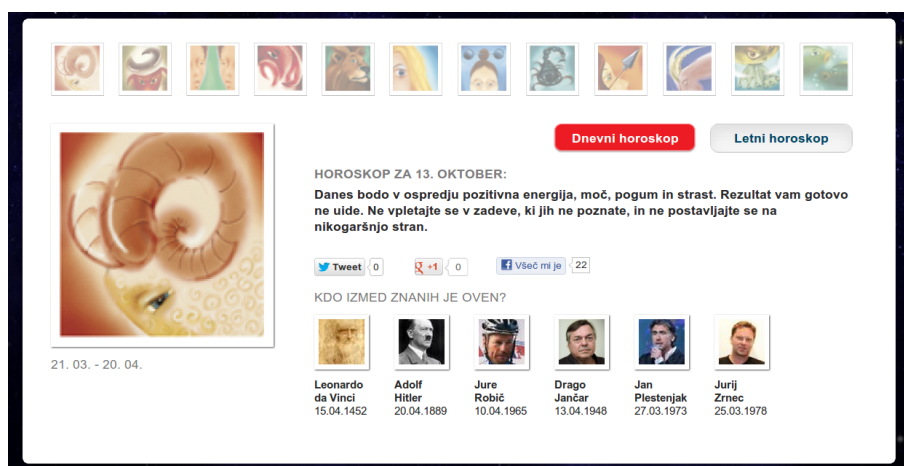 Dnevni horoskop
Letni horoskop
HOROSKOP ZA 13. OKTOBER:
Danes bodo v ospredju pozitivna energija, moč, pogum in strast. Rezultat vam gotovo
ne uide. Ne vpletajte se v zadeve, ki jih ne poznate, in ne postavljajte se na
nikogaršnjo stran.
Tweet 0
g +1 0
f Všeč mi je 22
KDO IZMED ZNANIH JE OVEN?
21. 03. - 20. 04.
Leonardo
da Vinci
15.04.1452
Adolf
Hitler
20.04.1889
Jure
Robič
10.04.1965
Drago
Jančar
13.04.1948
Jan
Plestenjak
27.03.1973
Jurij
Zrnec
25.03.1978